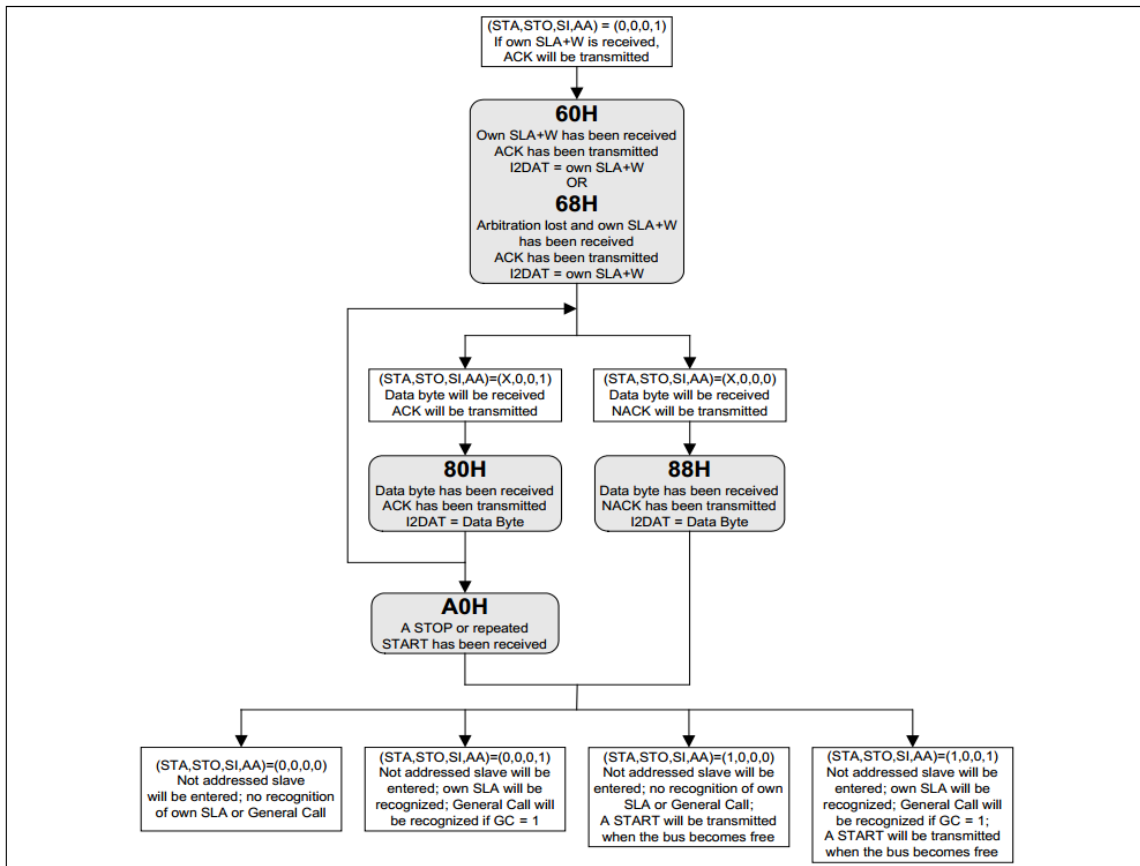 (STA,STO,SI,AA) = (0,0,0,1)
If own SLA+W is received,
ACK will be transmitted
60H
Own SLA+W has been received
ACK has been transmitted
I2DAT = own SLA+W
OR
68H
Arbitration lost and own SLA+W
has been received
ACK has been transmitted
I2DAT = own SLA+W
(STA,STO,SI,AA)=(X,0,0,1)
Data byte will be received
ACK will be transmitted
(STA,STO,SI,AA)=(X,0,0,0)
Data byte will be received
NACK will be transmitted
80H
Data byte has been received
ACK has been transmitted
I2DAT = Data Byte
88H
Data byte has been received
NACK has been transmitted
I2DAT = Data Byte
A0H
A STOP or repeated
START has been received
(STA,STO,SI,AA)=(0,0,0,0)
Not addressed slave
will be entered; no recognition
of own SLA or General Call
(STA,STO,SI,AA)=(0,0,0,1)
Not addressed slave will be
entered; own SLA will be
recognized; General Call will
be recognized if GC = 1
(STA,STO,SI,AA)=(1,0,0,0)
Not addressed slave will be
entered; no recognition of own
SLA or General Call;
A START will be transmitted
when the bus becomes free
(STA,STO,SI,AA)=(1,0,0,1)
Not addressed slave will be
entered; own SLA will be
recognized; General Call will
be recognized if GC = 1;
A START will be transmitted
when the bus becomes free